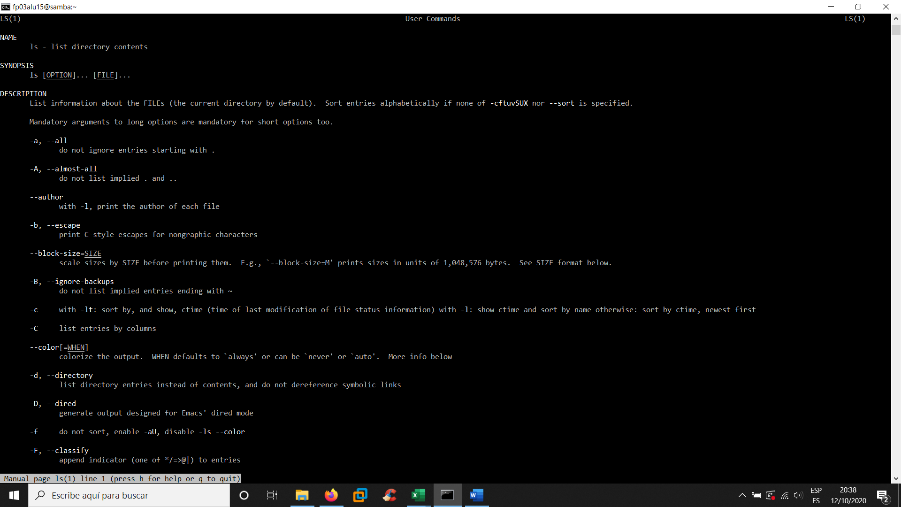 fp03alu15@samba:~
LS(1) User Commands LS(1)
NAME
ls - list directory contents
SYNOPSIS
ls [OPTION]... [FILE]...
DESCRIPTION
List information about the FILEs (the current directory by default). Sort entries alphabetically if none of -cftuvSUX nor --sort is specified.
Mandatory arguments to long options are mandatory for short options too.
-a, --all
do not ignore entries starting with .
-A, --almost-all
do not list implied . and ..
--author
with -l, print the author of each file
-b, --escape
print C style escapes for nongraphic characters
--block-size=SIZE
scale sizes by SIZE before printing them. E.g., `--block-size=M' prints sizes in units of 1,048,576 bytes. See SIZE format below.
-B, --ignore-backups
do not list implied entries ending with ~
-c with -lt: sort by, and show, ctime (time of last modification of file status information) with -l: show ctime and sort by name otherwise: sort by ctime, newest first
-C list entries by columns
--color[=WHEN]
colorize the output. WHEN defaults to `always' or can be `never' or `auto'. More info below
-d, --directory
list directory entries instead of contents, and do not dereference symbolic links
-D, --dired
generate output designed for Emacs' dired mode
-f do not sort, enable -aU, disable -ls --color
-F, --classify
append indicator (one of */=>@|) to entries
Manual page ls(1) line 1 (press h for help or q to quit)
Escribe aquí para buscar
ESP
ES
20:38
12/10/2020
2